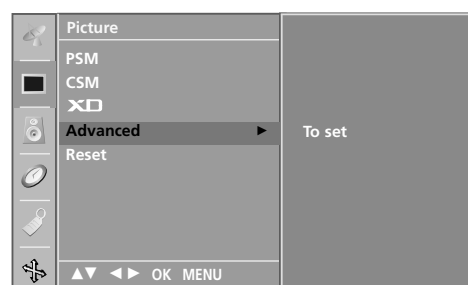 Picture
PSM
CSM
XD
Advanced ► To set
Reset
▲▼ ◄► OK MENU